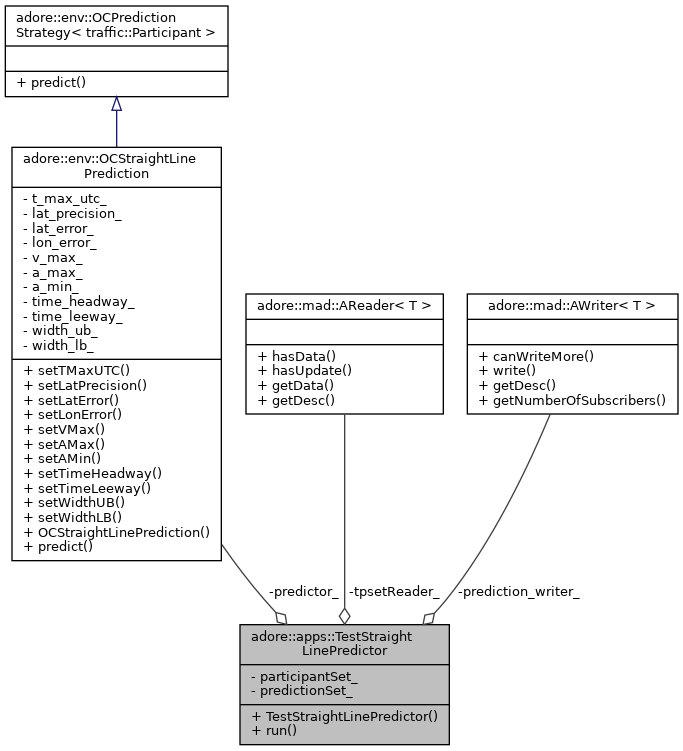 adore::env::OCPrediction
Strategy< traffic::Participant >
+ predict()
adore::env::OCStraightLine
Prediction
- t_max_utc_
- lat_precision_
- lat_error_
- lon_error_
- v_max_
- a_max_
- a_min_
- time_headway_
- time_leeway_
- width_ub_
- width_lb_
+ setTMaxUTC()
+ setLatPrecision()
+ setLatError()
+ setLonError()
+ setVMax()
+ setAMax()
+ setAMin()
+ setTimeHeadway()
+ setTimeLeeway()
+ setWidthUB()
+ setWidthLB()
+ OCStraightLinePrediction()
+ predict()
adore::mad::AReader< T >
+ hasData()
+ hasUpdate()
+ getData()
+ getDesc()
adore::mad::AWriter< T >
+ canWriteMore()
+ write()
+ getDesc()
+ getNumberOfSubscribers()
-predictor_
-tpsetReader_
-prediction_writer_
adore::apps::TestStraight
LinePredictor
- participantSet_
- predictionSet_
+ TestStraightLinePredictor()
+ run()